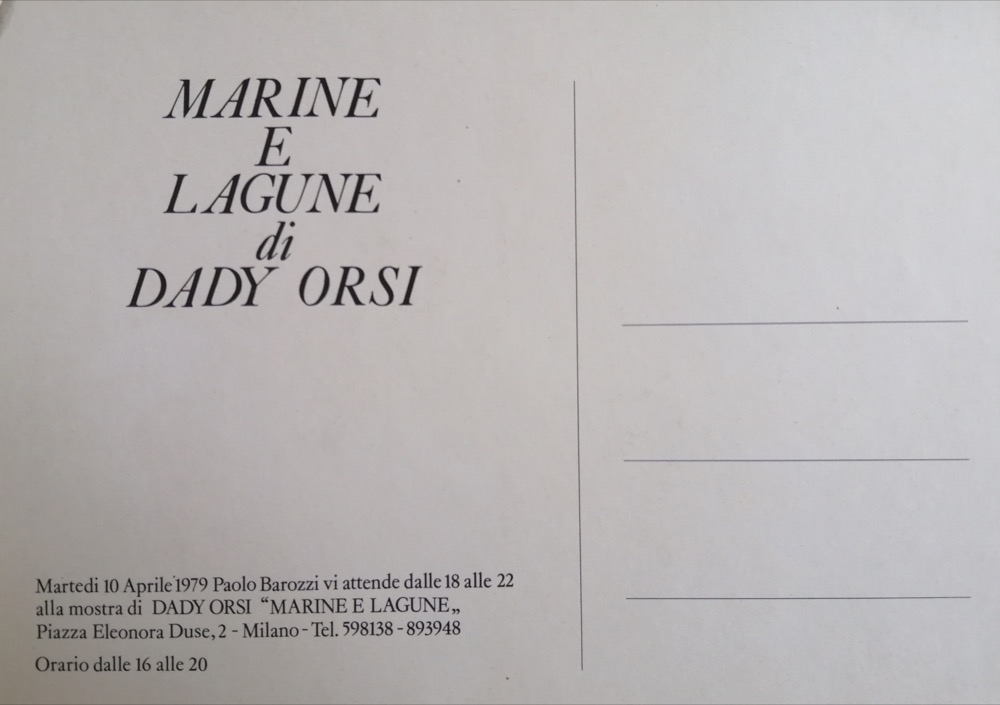 MARINE
E
LAGUNE
di
DADY ORSI
Martedi 10 Aprile 1979 Paolo Barozzi vi attende dalle 18 alle 22
alla mostra di DADY ORSI “MARINE E LAGUNE„
Piazza Eleonora Duse, 2 - Milano - Tel. 598138 - 893948
Orario dalle 16 alle 20